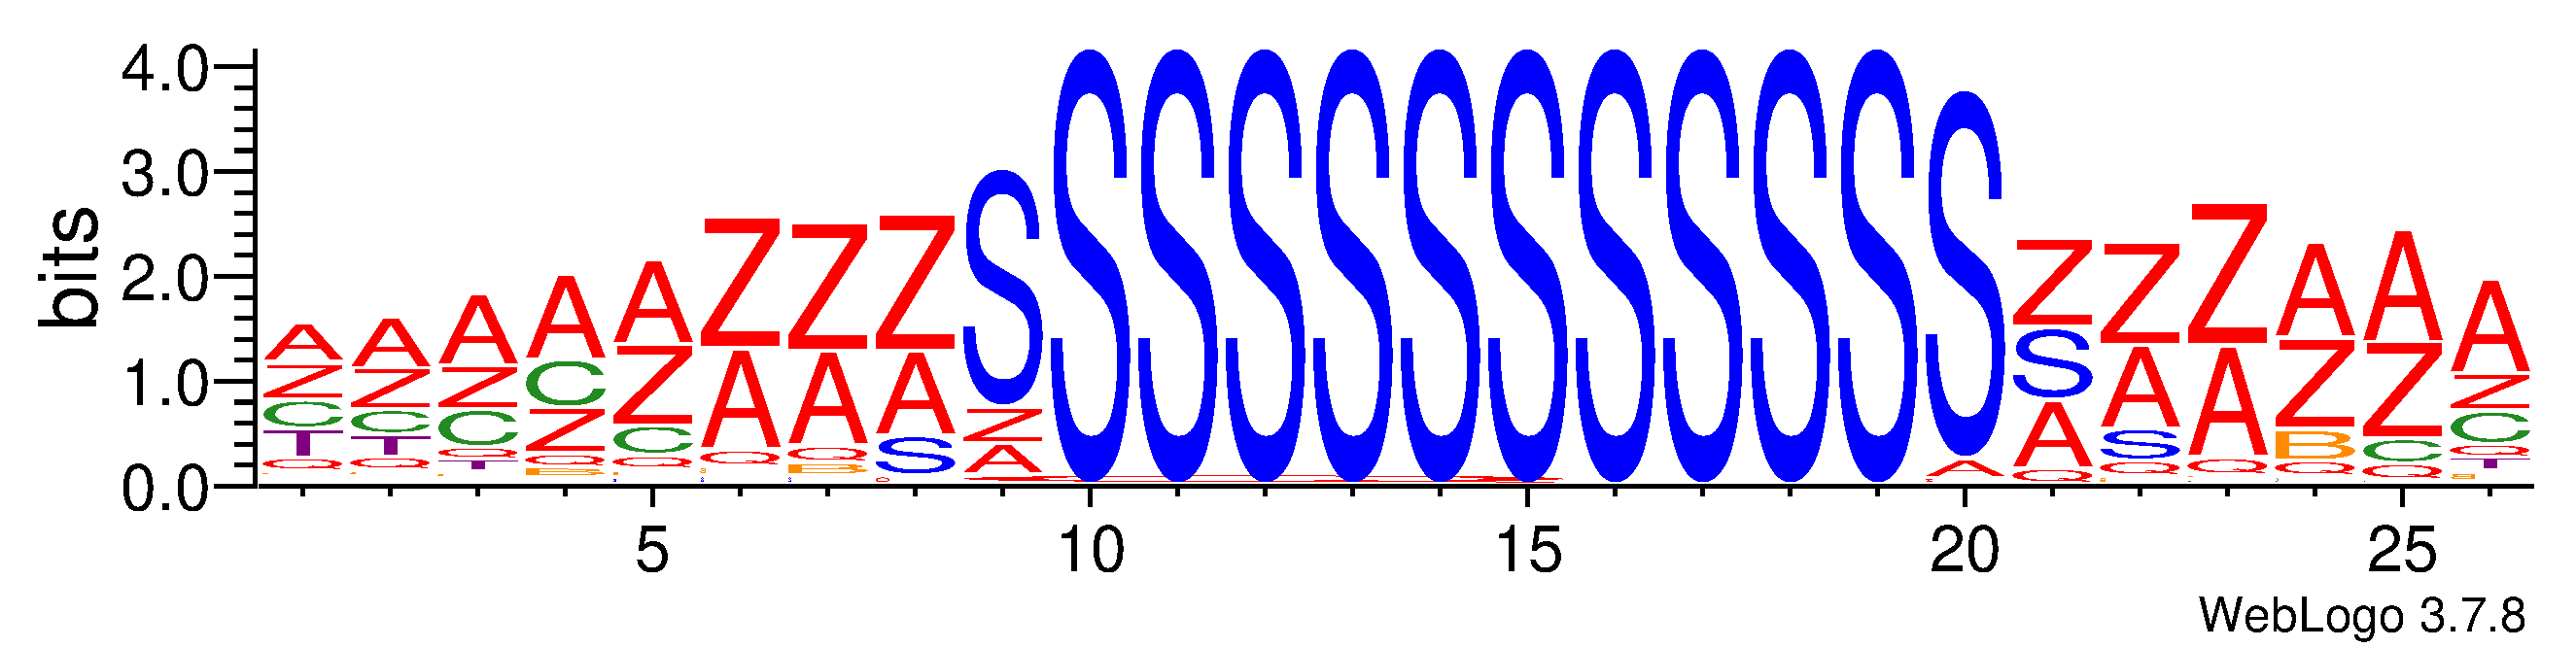 bits
4.0
3.0
2.0
1.0
0.0
A A A A A Z Z Z S S S S S S S S S S S S Z Z Z A A A
Z Z Z C Z A A A Z A S A A Z Z Z
C C C Z C Q Q S A Q A S Q B C C
T T Q Q Q B Q Q Q Q Q
Q Q T B T
5 10 15 20 25
WebLogo 3.7.8